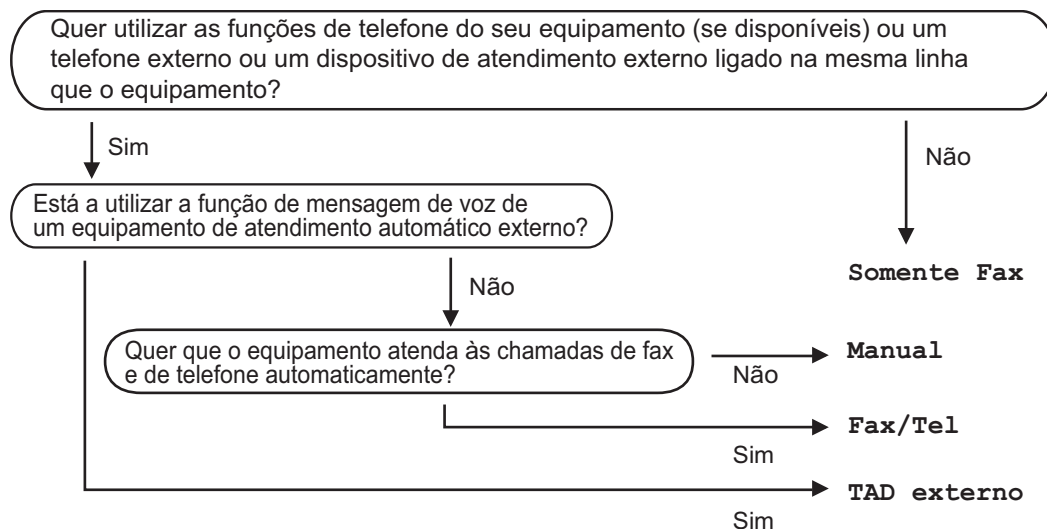 Quer utilizar as funções de telefone do seu equipamento (se disponíveis) ou um
telefone externo ou um dispositivo de atendimento externo ligado na mesma linha
que o equipamento?
Sim
Não
Está a utilizar a função de mensagem de voz de
um equipamento de atendimento automático externo?
Somente Fax
Não
Quer que o equipamento atenda às chamadas de fax
e de telefone automaticamente?
Não
Manual
Fax/Tel
Sim
TAD externo
Sim